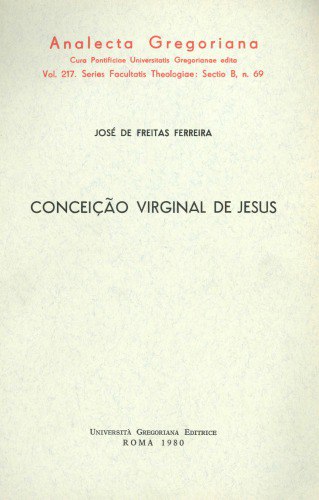 Analecta Gregoriana
Cura Pontificiae Universitatis Gregorianae edita
Vol. 217. Series Facultatis Theologiae: Sectio B, n. 69
JOSÉ DE FREITAS FERREIRA
CONCEIÇÃO VIRGINAL DE JESUS
UNIVERSITÀ GREGORIANA EDITRICE
ROMA 1980